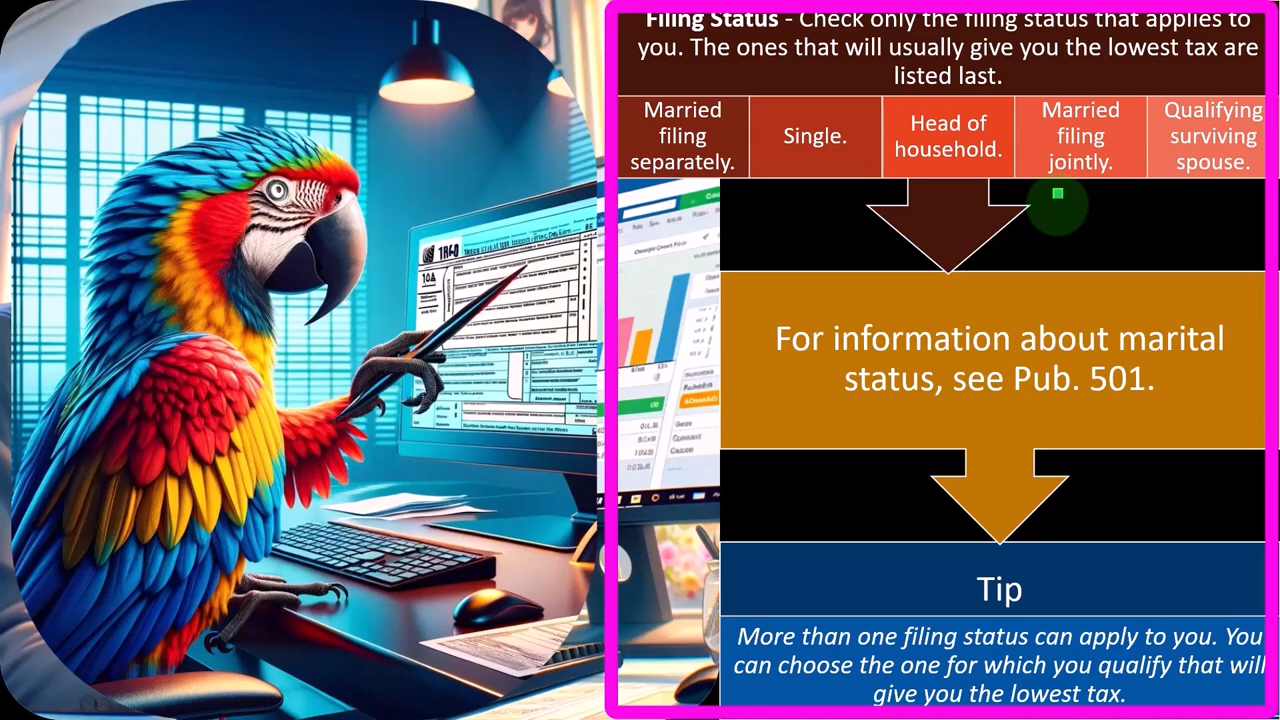 Filing Status - Check only the filing status that applies to
you. The ones that will usually give you the lowest tax are
listed last.
Married
filing
separately.
Single.
Head of
household.
Married
filing
jointly.
Qualifying
surviving
spouse.
For information about marital
status, see Pub. 501.
Tip
More than one filing status can apply to you. You
can choose the one for which you qualify that will
give you the lowest tax.